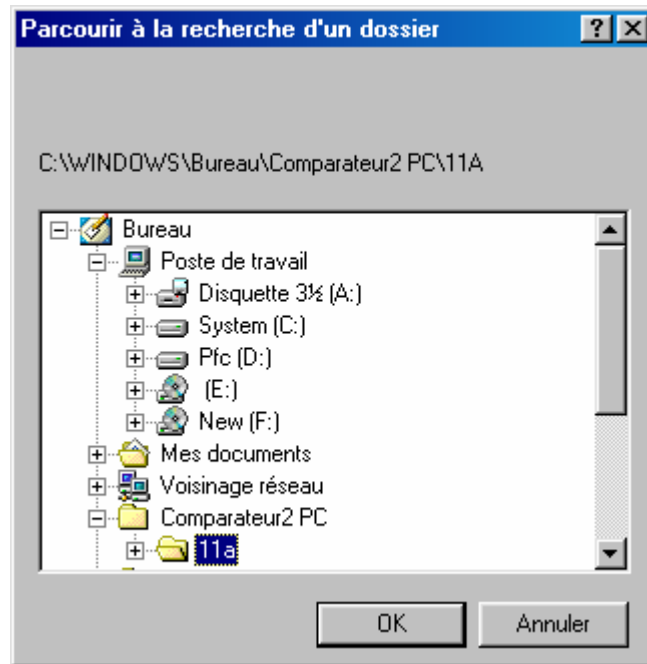 Parcourir à la recherche d'un dossier
C:\WINDOWS\Bureau\Comparateur2 PC\11A
Bureau
Poste de travail
Disquette 3½ (A:)
System (C:)
Pfc (D:)
(E:)
New (F:)
Mes documents
Voisinage réseau
Comparateur2 PC
11a
OK Annuler